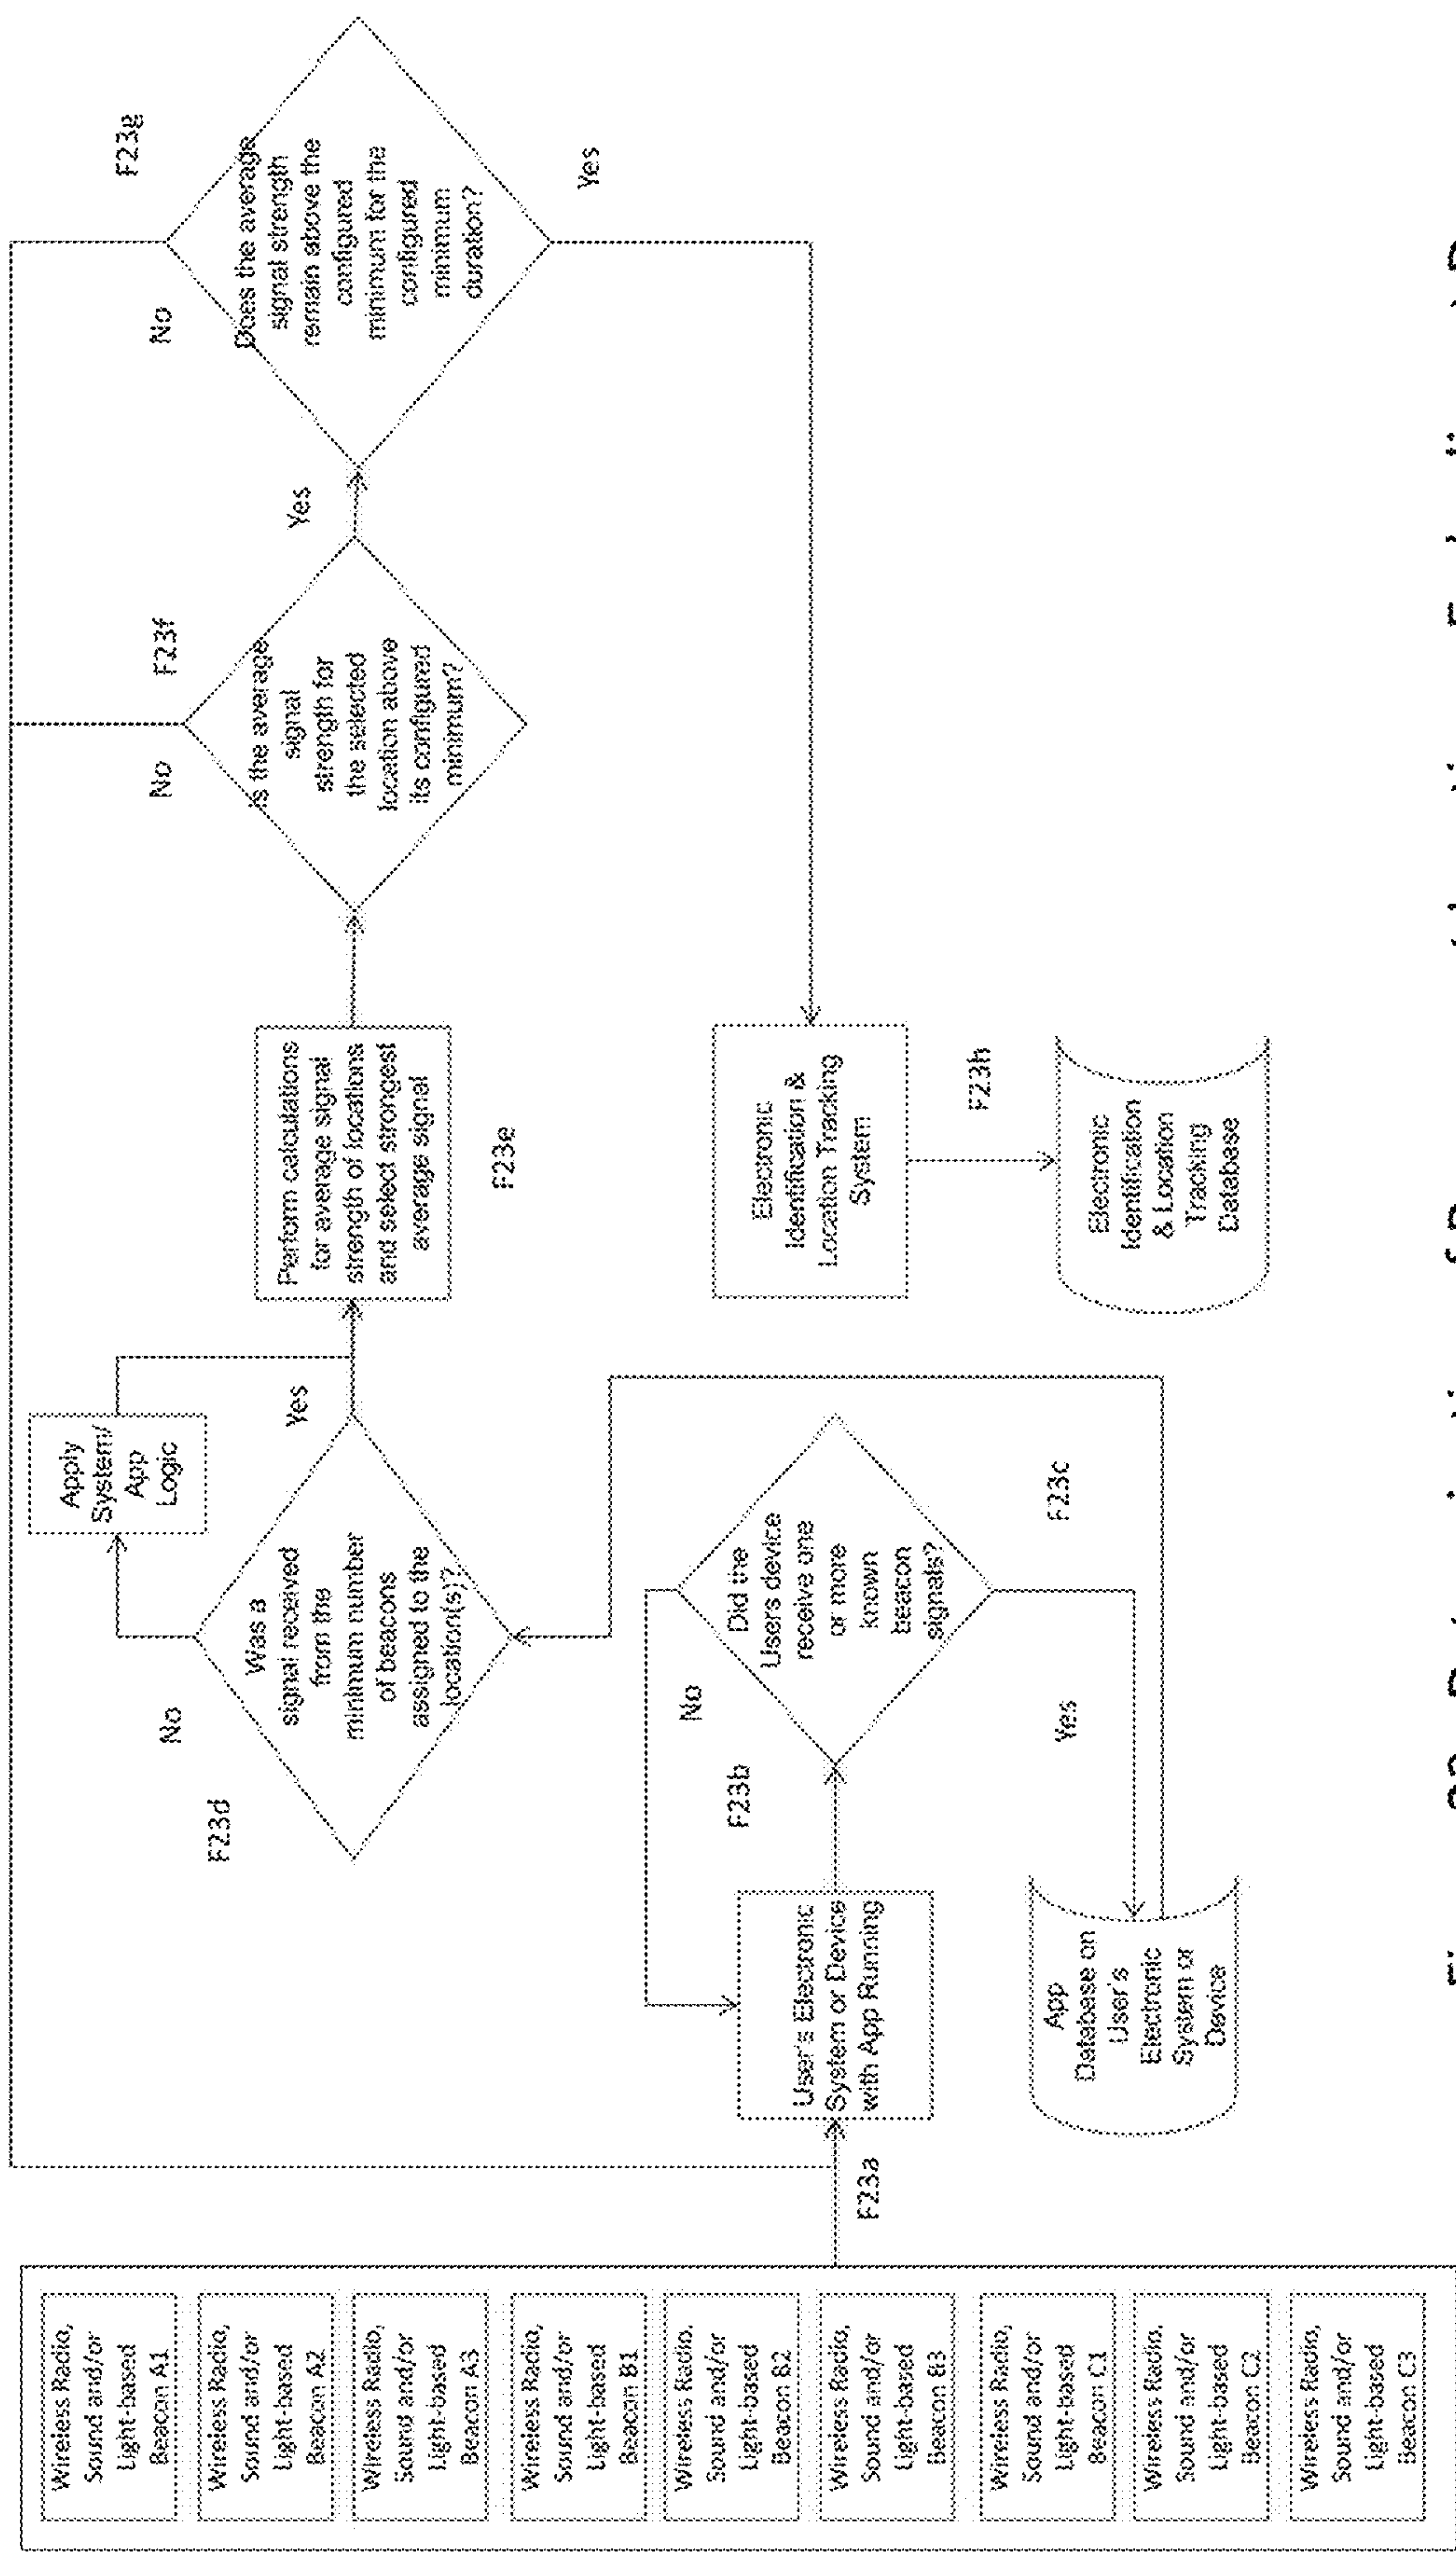 Wireless Radio,
Sound and/or
Light-based
Beacon A1
Wireless Radio,
Sound and/or
Light-based
Beacon A2
Wireless Radio,
Sound and/or
Light-based
Beacon A3
Wireless Radio,
Sound and/or
Light-based
Beacon B1
Wireless Radio,
Sound and/or
Light-based
Beacon B2
Wireless Radio,
Sound and/or
Light-based
Beacon B3
Wireless Radio,
Sound and/or
Light-based
Beacon C1
Wireless Radio,
Sound and/or
Light-based
Beacon C2
Wireless Radio,
Sound and/or
Light-based
Beacon C3
F23a
User's Electronic
System or Device
with App Running
F23b
No
Did the
Users device
receive one
or more
known
beacon
signals?
Yes
F23c
App
Database on
User's
Electronic
System or
Device
F23d
No
Was a
signal received
from the
minimum number
of beacons
assigned to the
location(s)?
Yes
Apply
System/
App
Logic
Perform calculations
for average signal
strength of locations
and select strongest
average signal
F23e
No
F23f
Is the average
signal
strength for
the selected
location above
its configured
minimum?
Yes
No
F23g
Does the average
signal strength
remain above the
configured
minimum for the
configured
minimum
duration?
Yes
Electronic
Identification &
Location Tracking
System
F23h
Electronic
Identification
& Location
Tracking
Database